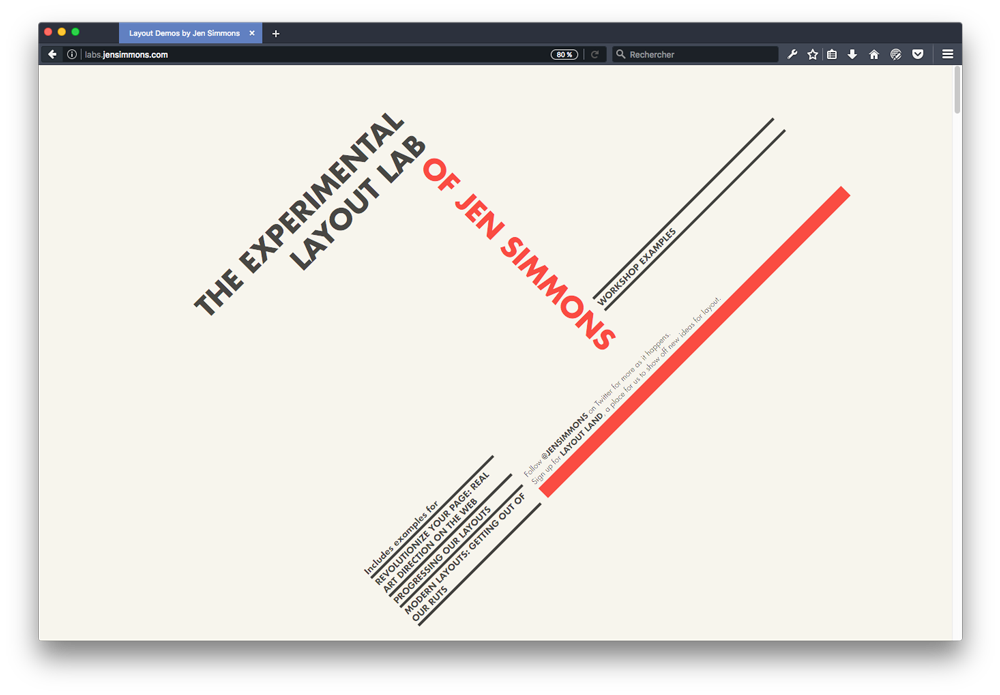 Layout Demos by Jen Simmons
labs.jensimmons.com
80 %
Rechercher
THE EXPERIMENTAL
LAYOUT LAB
OF JEN SIMMONS
WORKSHOP EXAMPLES
Follow @JENSIMMONS on Twitter for more as it happens.
Sign up for LAYOUT LAND, a place for us to show off new ideas for layout.
Includes examples for
REVOLUTIONIZE YOUR PAGE: REAL
ART DIRECTION ON THE WEB
PROGRESSING OUR LAYOUTS
MODERN LAYOUTS: GETTING OUT OF
OUR RUTS